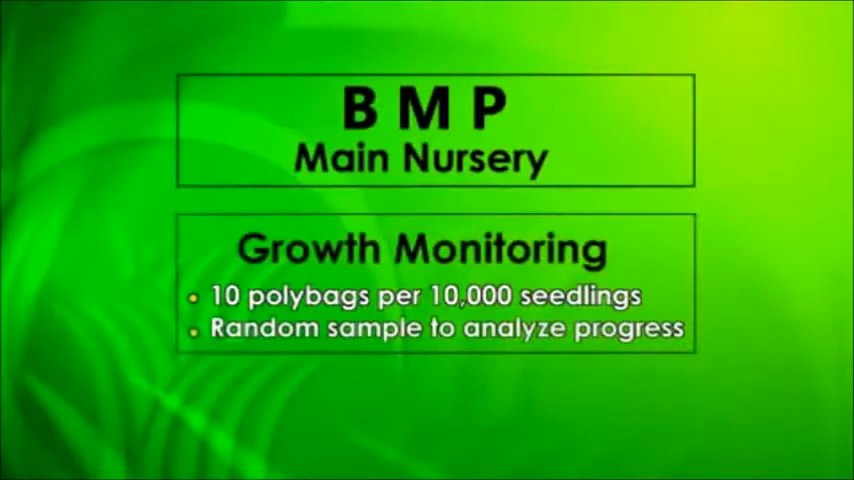 B M P
Main Nursery
Growth Monitoring
• 10 polybags per 10,000 seedlings
• Random sample to analyze progress